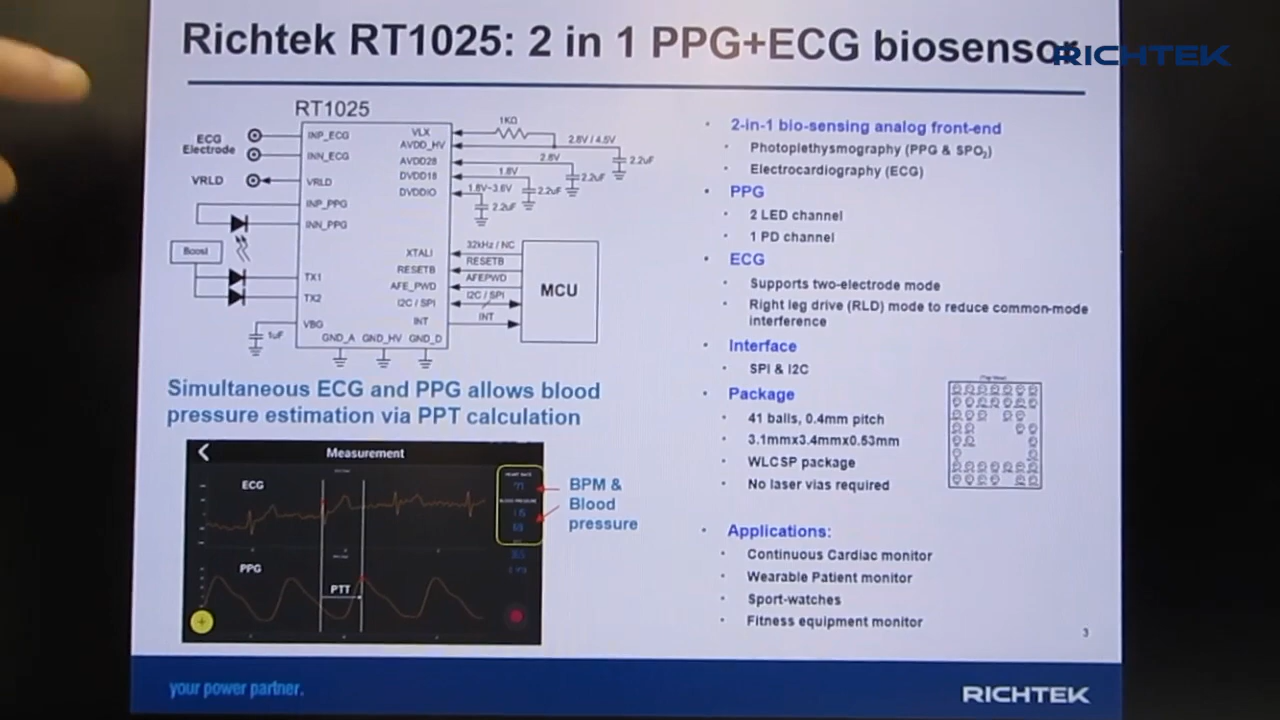 Richtek RT1025: 2 in 1 PPG+ECG biosensor
RICHTEK
RT1025
ECG
Electrode
VRLD
Boost
1uF
INP_ECG
INN_ECG
VRLD
INP_PPG
INN_PPG
TX1
TX2
VBG
GND_A GND_HV GND_D
VLX
AVDD_HV
AVDD28
DVDD18
DVDDIO
XTALI
RESETB
AFE_PWD
I2C / SPI
INT
1KΩ
2.8V / 4.5V
2.2uF
2.8V
2.2uF
1.8V
2.2uF
1.8V~3.6V
2.2uF
32kHz / NC
RESETB
AFEPWD
I2C / SPI
INT
MCU
Simultaneous ECG and PPG allows blood
pressure estimation via PPT calculation
Measurement
ECG
PPG
PTT
HEART RATE
BLOOD PRESSURE
BPM &
Blood
pressure
• 2-in-1 bio-sensing analog front-end
• Photoplethysmography (PPG & SPO2)
• Electrocardiography (ECG)
• PPG
• 2 LED channel
• 1 PD channel
• ECG
• Supports two-electrode mode
• Right leg drive (RLD) mode to reduce common-mode
interference
• Interface
• SPI & I2C
• Package
• 41 balls, 0.4mm pitch
• 3.1mmx3.4mmx0.53mm
• WLCSP package
• No laser vias required
• Applications:
• Continuous Cardiac monitor
• Wearable Patient monitor
• Sport-watches
• Fitness equipment monitor
3
your power partner.
RICHTEK